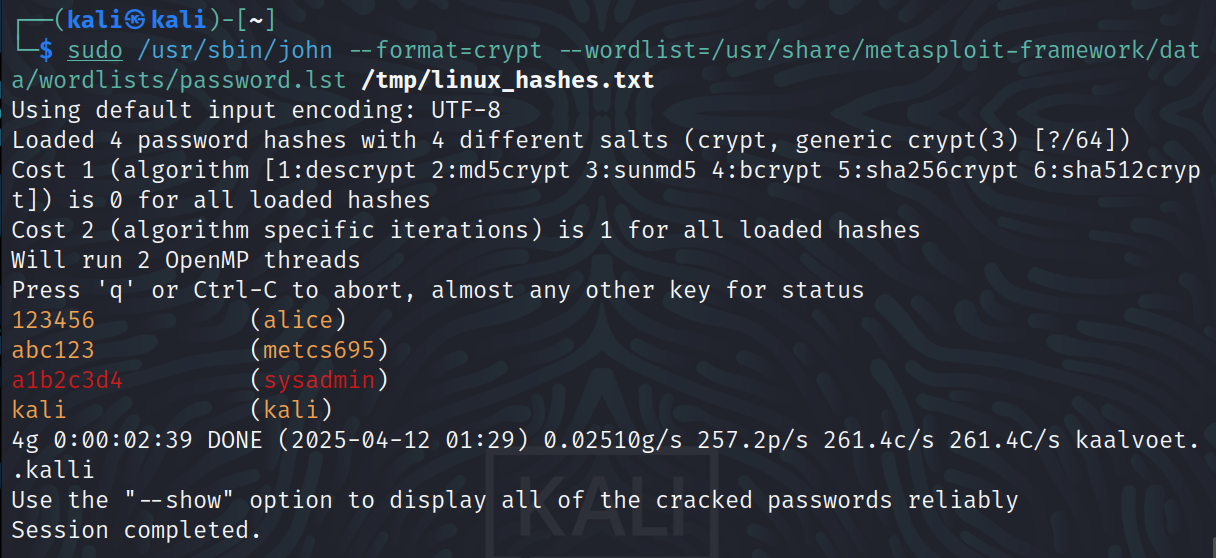 ┌──(kali㉿kali)-[~]
└─$ sudo /usr/sbin/john --format=crypt --wordlist=/usr/share/metasploit-framework/dat
a/wordlists/password.lst /tmp/linux_hashes.txt
Using default input encoding: UTF-8
Loaded 4 password hashes with 4 different salts (crypt, generic crypt(3) [?/64])
Cost 1 (algorithm [1:descrypt 2:md5crypt 3:sunmd5 4:bcrypt 5:sha256crypt 6:sha512cryp
t]) is 0 for all loaded hashes
Cost 2 (algorithm specific iterations) is 1 for all loaded hashes
Will run 2 OpenMP threads
Press 'q' or Ctrl-C to abort, almost any other key for status
123456           (alice)
abc123           (metcs695)
a1b2c3d4         (sysadmin)
kali             (kali)
4g 0:00:02:39 DONE (2025-04-12 01:29) 0.02510g/s 257.2p/s 261.4c/s 261.4C/s kaalvoet.
.kalli
Use the "--show" option to display all of the cracked passwords reliably
Session completed.
KALI